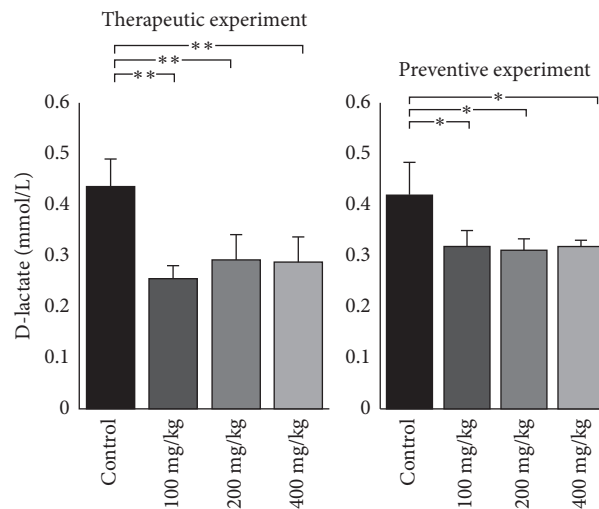 Therapeutic experiment
**
**
**
D-lactate (mmol/L)
0.6
0.5
0.4
0.3
0.2
0.1
0
Control
100 mg/kg
200 mg/kg
400 mg/kg
Preventive experiment
*
*
*
0.6
0.5
0.4
0.3
0.2
0.1
0
Control
100 mg/kg
200 mg/kg
400 mg/kg